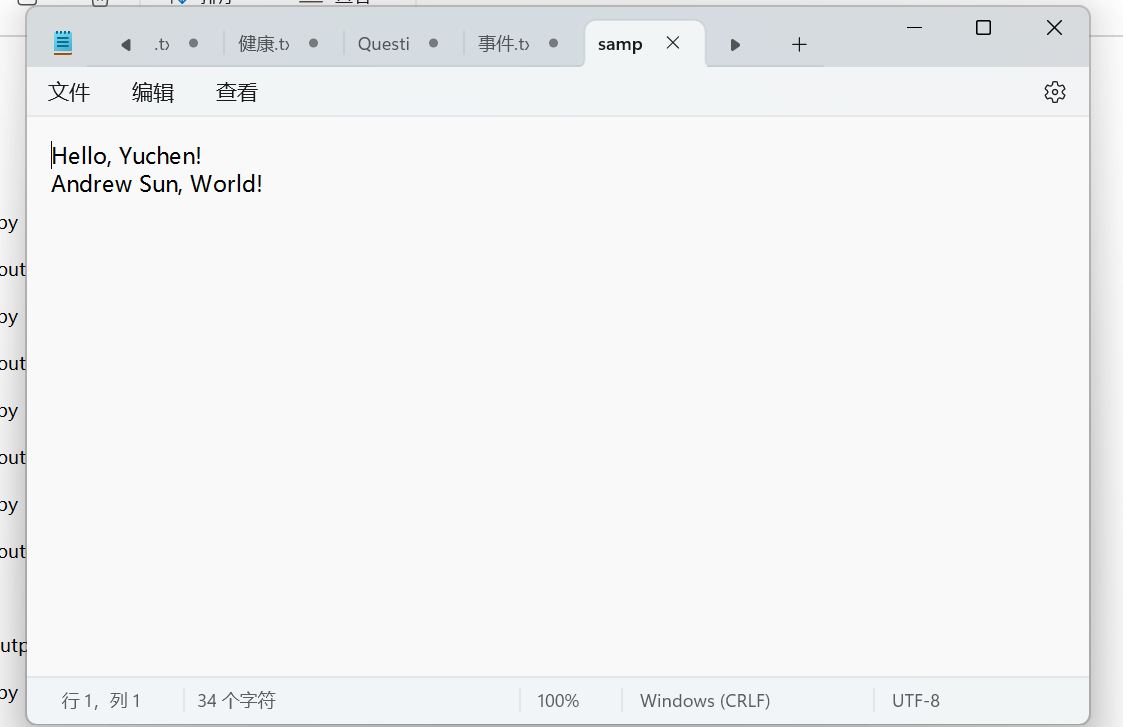 .tx
健康.tx
Questi
事件.tx
samp
文件 编辑 查看
Hello, Yuchen!
Andrew Sun, World!
行 1，列 1
34 个字符
100%
Windows (CRLF)
UTF-8
py
out
py
out
py
out
py
out
utp
py